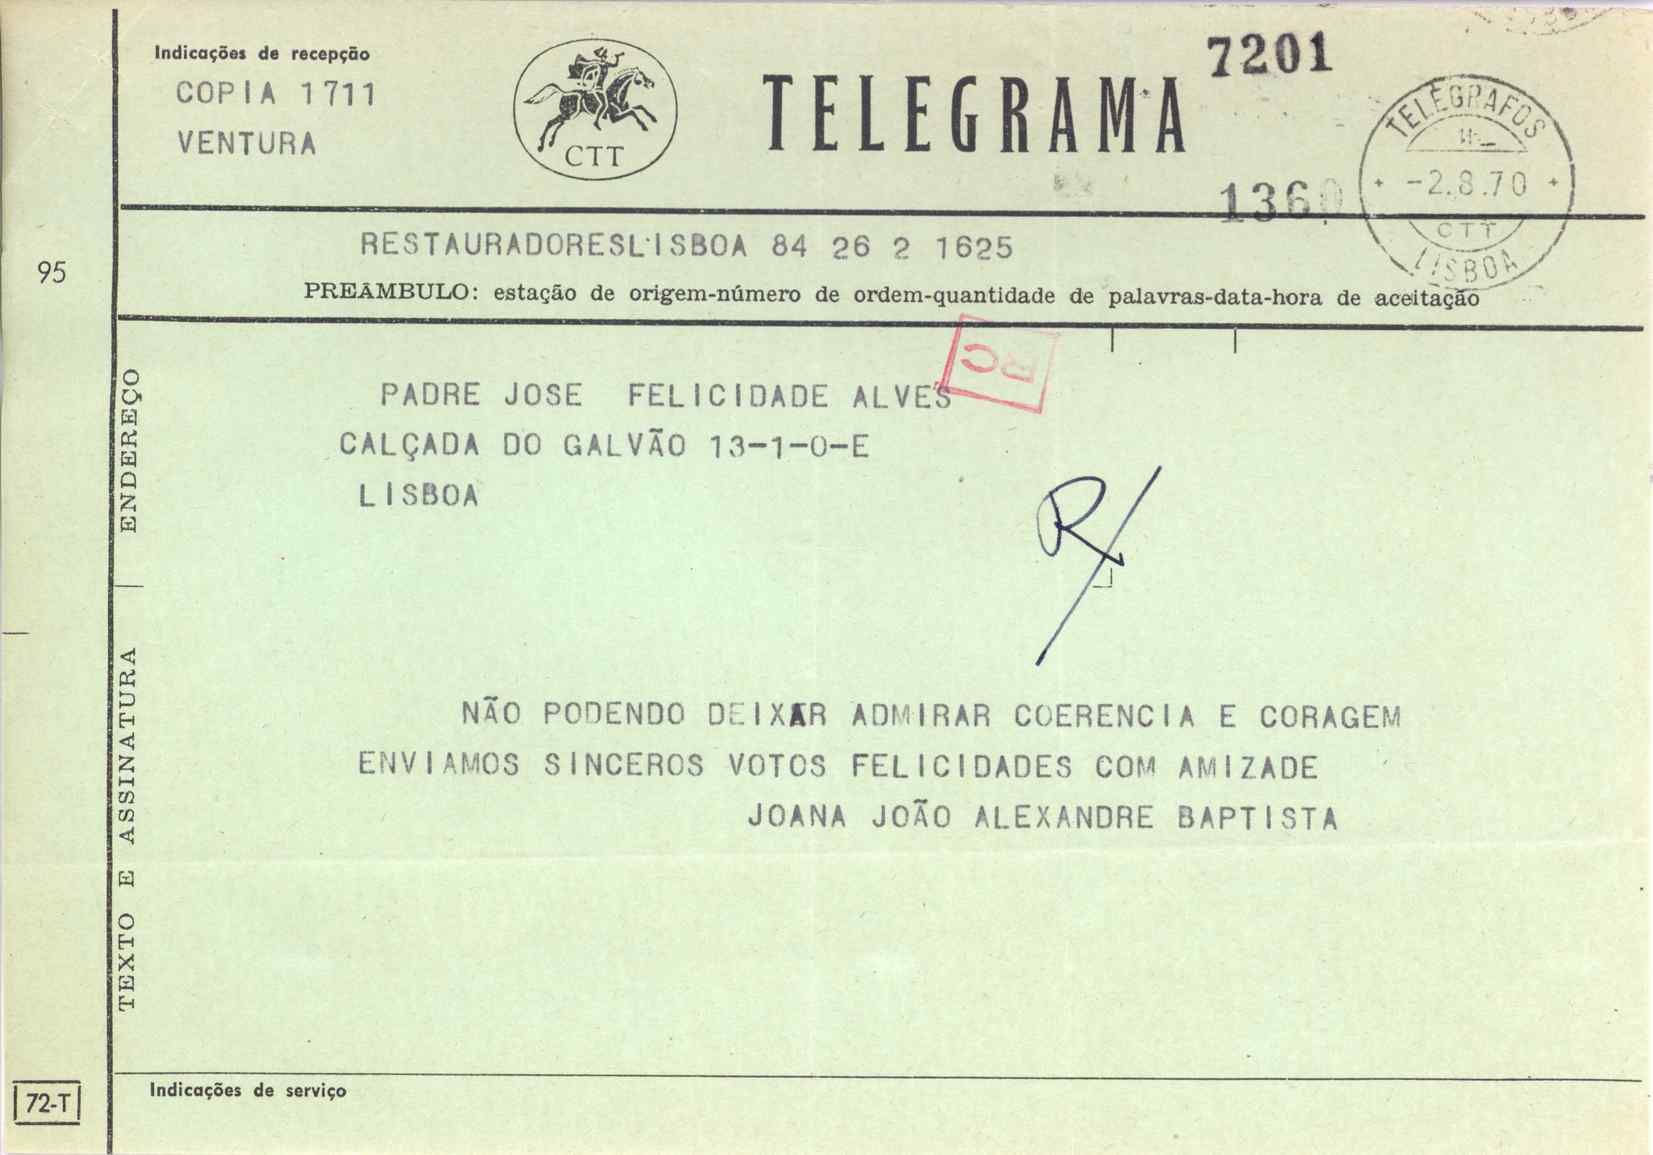 Indicações de recepção
COPIA 1711
VENTURA
CTT
TELEGRAMA
7201
TELÉGRAFOS
-2.8.70
CTT
LISBOA
1360
RESTAURADORESLISBOA 84 26 2 1625
PREÂMBULO: estação de origem-número de ordem-quantidade de palavras-data-hora de aceitação
95
RC
ENDEREÇO
PADRE JOSE FELICIDADE ALVES
CALÇADA DO GALVÃO 13-1-0-E
LISBOA
R
TEXTO E ASSINATURA
NÃO PODENDO DEIXAR ADMIRAR COERENCIA E CORAGEM
ENVIAMOS SINCEROS VOTOS FELICIDADES COM AMIZADE
JOANA JOÃO ALEXANDRE BAPTISTA
72-T
Indicações de serviço